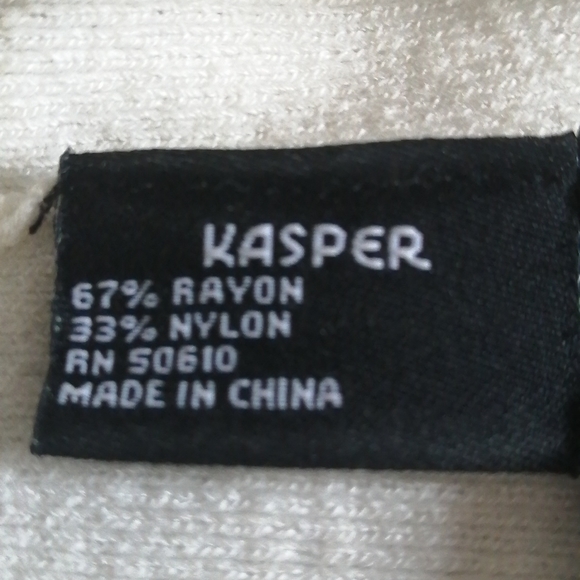 KASPER
67% RAYON
33% NYLON
RN 50610
MADE IN CHINA